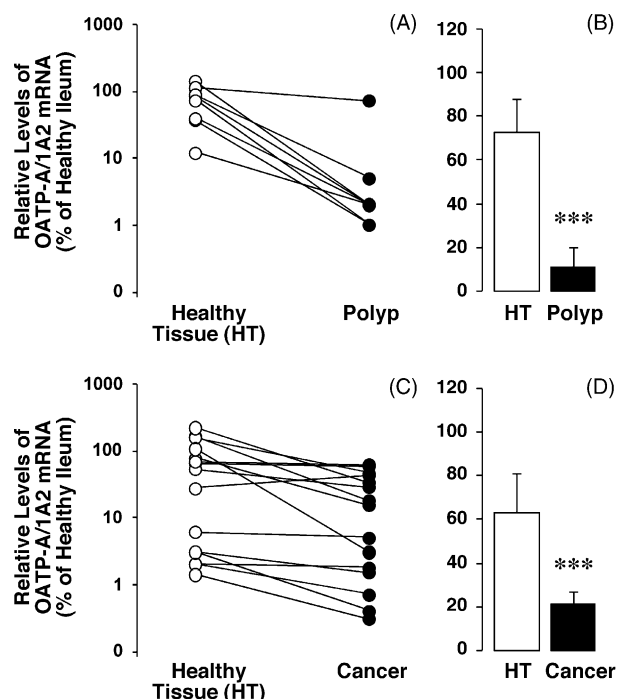 (A)
Relative Levels of
OATP-A/1A2 mRNA
(% of Healthy Ileum)
1000
100
10
1
0
Healthy
Tissue (HT)
Polyp
(B)
120
100
80
60
40
20
0
***
HT Polyp
(C)
Relative Levels of
OATP-A/1A2 mRNA
(% of Healthy Ileum)
1000
100
10
1
0
Healthy
Tissue (HT)
Cancer
(D)
120
100
80
60
40
20
0
***
HT Cancer